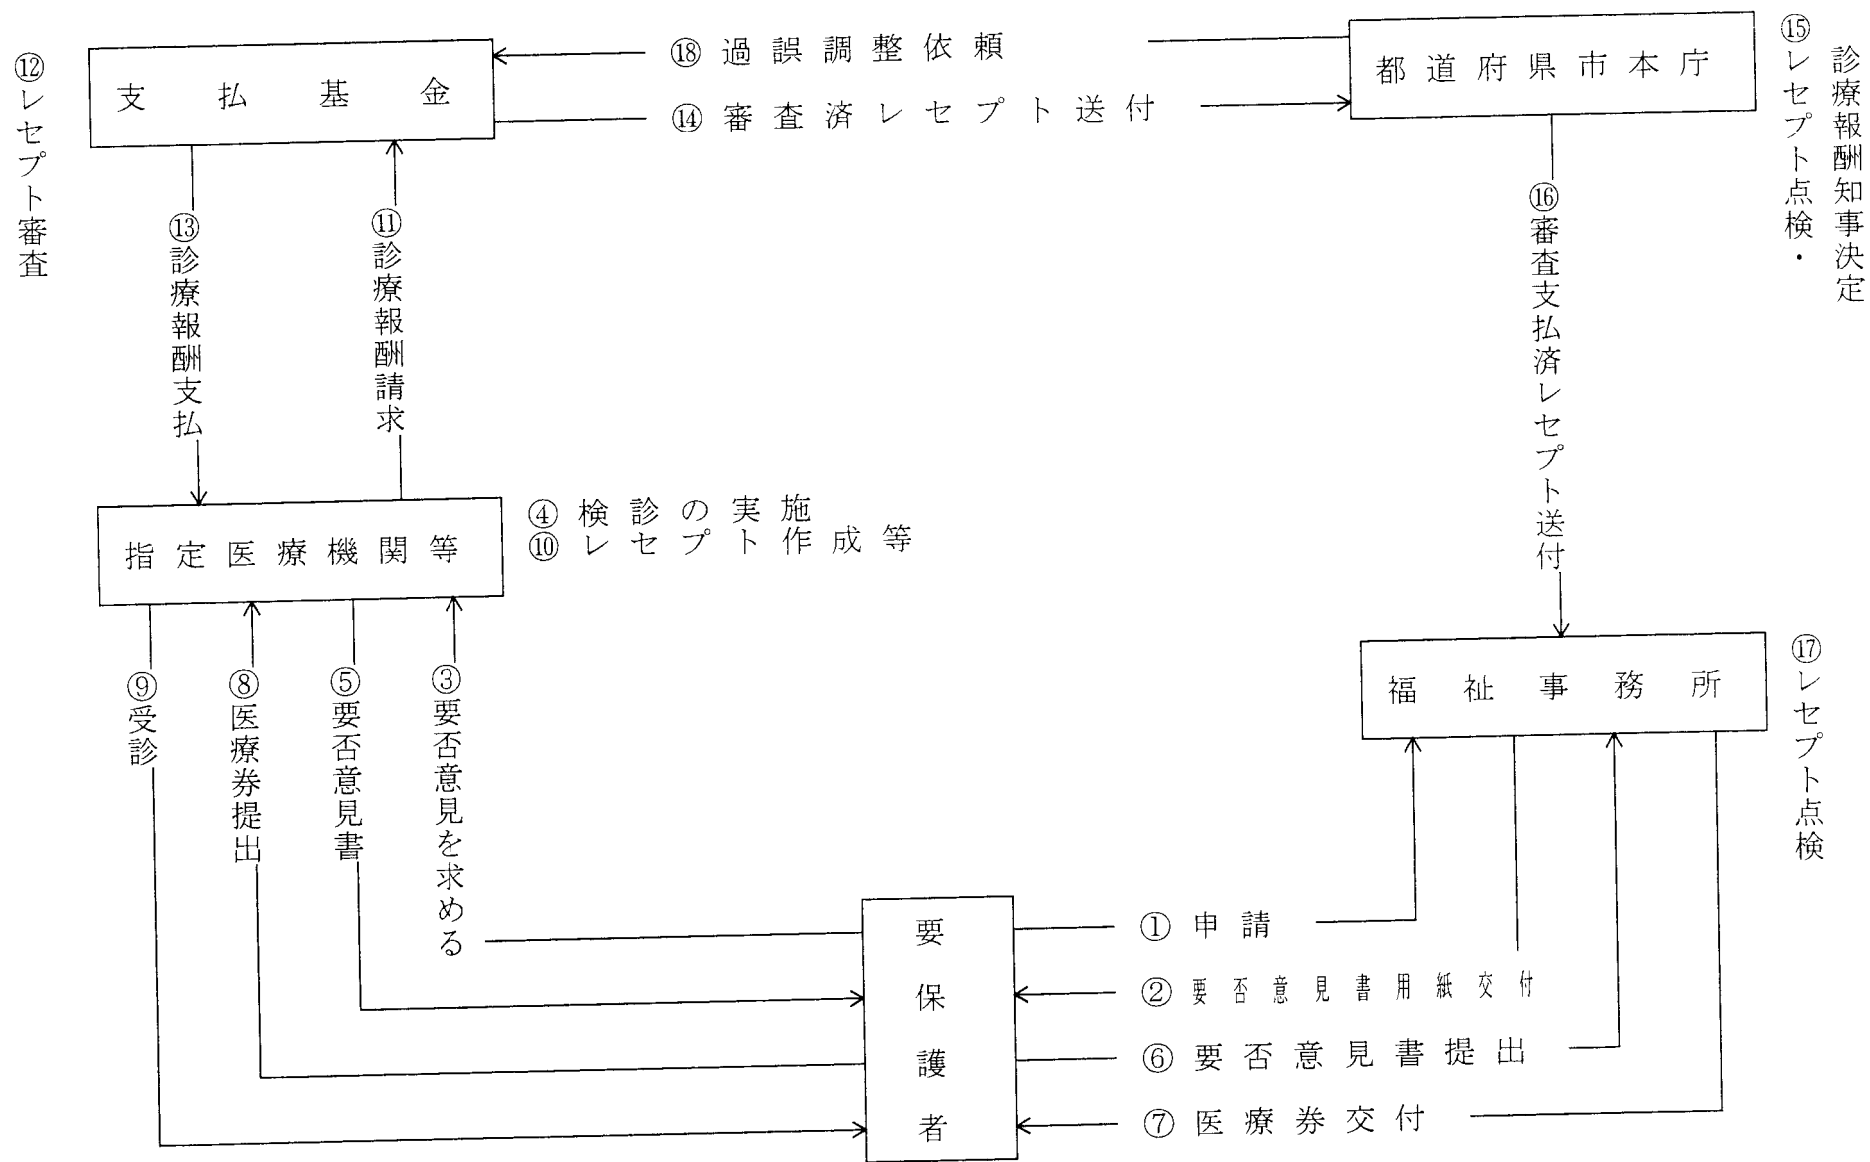 ⑱過誤調整依頼
支払基金
都道府県市本庁
⑭審査済レセプト送付
⑫レセプト審査
⑮レセプト点検・
診療報酬知事決定
⑬診療報酬支払
⑪診療報酬請求
⑯審査支払済レセプト送付
指定医療機関等
④検診の実施
⑩レセプト作成等
福祉事務所
⑰レセプト点検
⑨受診
⑧医療券提出
⑤要否意見書
③要否意見を求める
要保護者
①申請
②要否意見書用紙交付
⑥要否意見書提出
⑦医療券交付